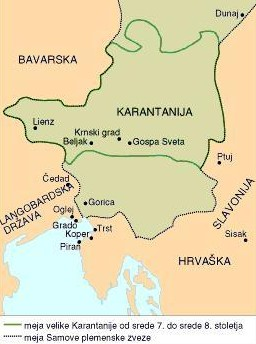 Dunaj
BAVARSKA
KARANTANIJA
Lienz
Krnski grad
Beljak
Gospa Sveta
Ptuj
Čedad
LANGOBARDSKA
DRŽAVA
Gorica
SLAVONIJA
Oglej
Grado
Trst
Koper
Piran
Sisak
HRVAŠKA
meja velike Karantanije od srede 7. do srede 8. stoletja
meja Samove plemenske zveze